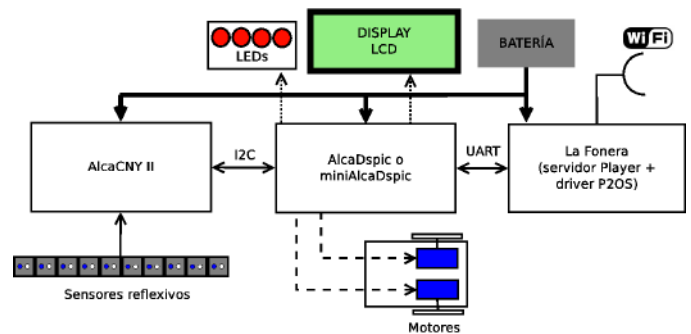 LEDs
DISPLAY
LCD
BATERÍA
WiFi
AlcaCNY II
I2C
AlcaDspic o
miniAlcaDspic
UART
La Fonera
(servidor Player +
driver P2OS)
Sensores reflexivos
Motores